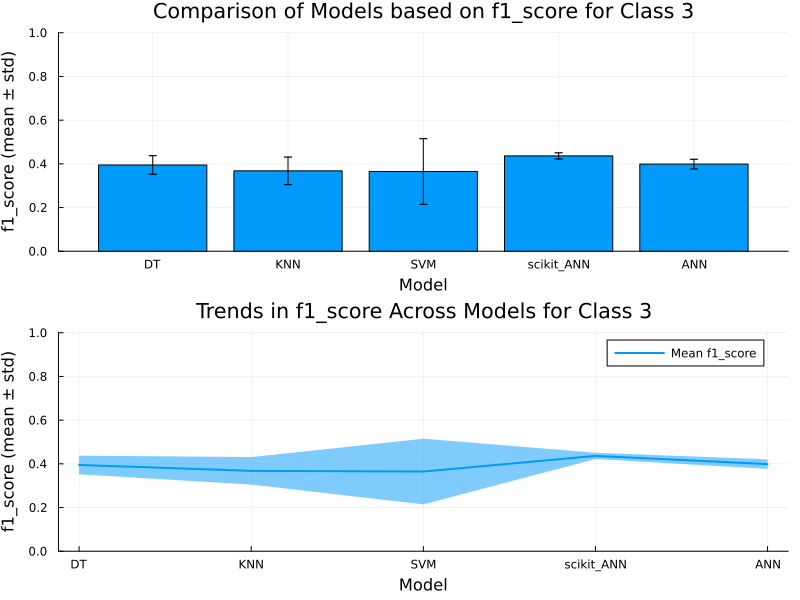 Comparison of Models based on f1_score for Class 3
f1_score (mean ± std)
1.0
0.8
0.6
0.4
0.2
0.0
DT KNN SVM scikit_ANN ANN
Model
Trends in f1_score Across Models for Class 3
f1_score (mean ± std)
1.0
0.8
0.6
0.4
0.2
0.0
Mean f1_score
DT KNN SVM scikit_ANN ANN
Model